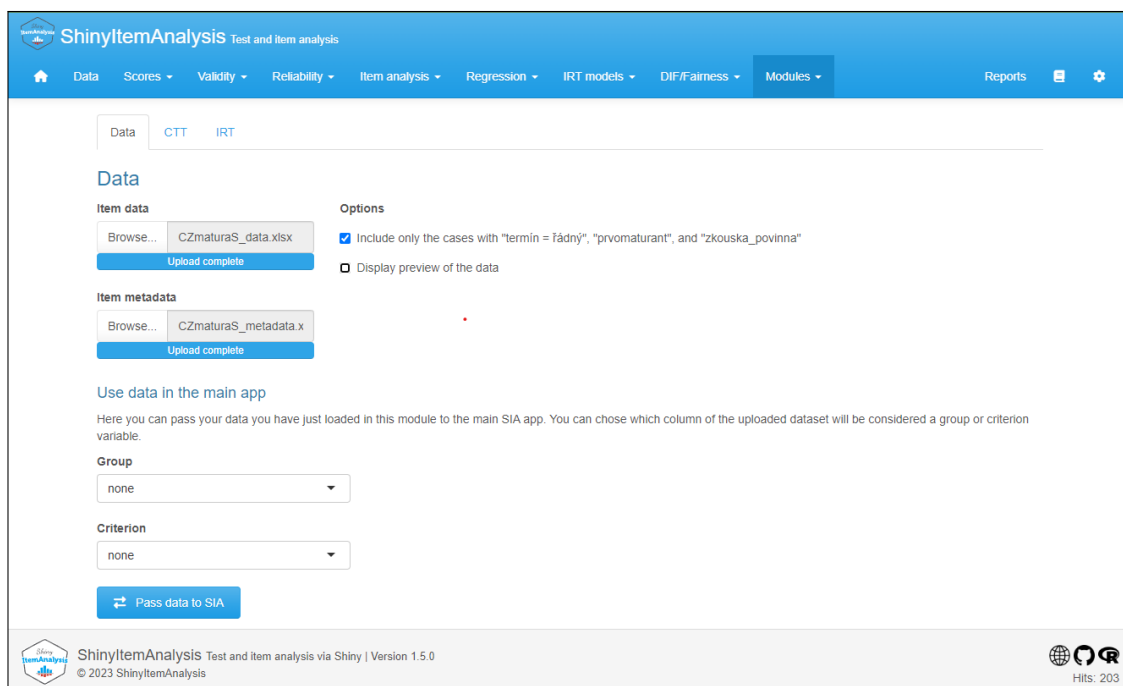 Shiny
ItemAnalysis
ShinyItemAnalysis Test and item analysis
Data Scores Validity Reliability Item analysis Regression IRT models DIF/Fairness Modules Reports
Data CTT IRT
Data
Item data
Browse... CZmaturaS_data.xlsx
Upload complete
Options
Include only the cases with "termín = řádný", "prvomaturant", and "zkouska_povinna"
Display preview of the data
Item metadata
Browse... CZmaturaS_metadata.x
Upload complete
Use data in the main app
Here you can pass your data you have just loaded in this module to the main SIA app. You can chose which column of the uploaded dataset will be considered a group or criterion
variable.
Group
none
Criterion
none
Pass data to SIA
Shiny
ItemAnalysis
ShinyItemAnalysis Test and item analysis via Shiny | Version 1.5.0
© 2023 ShinyItemAnalysis
R
Hits: 203